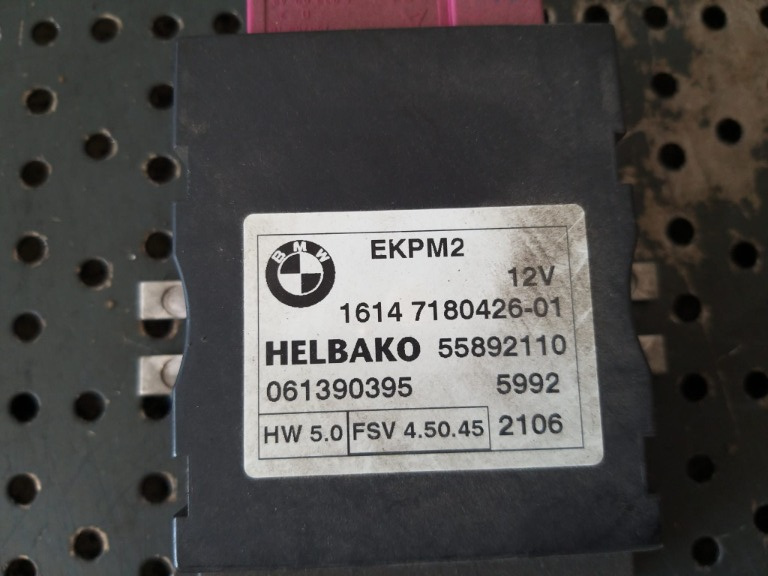 BMW
EKPM2
12V
1614 7180426-01
HELBAKO 55892110
061390395 5992
HW 5.0 FSV 4.50.45 2106